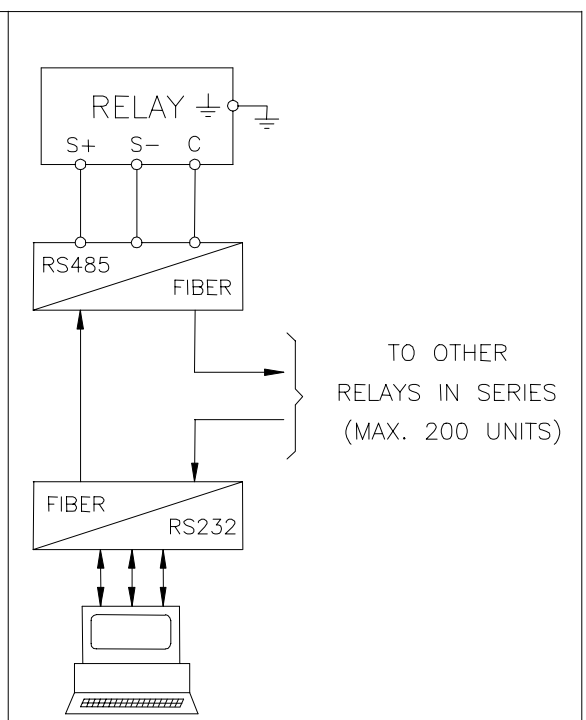 RELAY
S+ S- C
RS485
FIBER
TO OTHER
RELAYS IN SERIES
(MAX. 200 UNITS)
FIBER
RS232